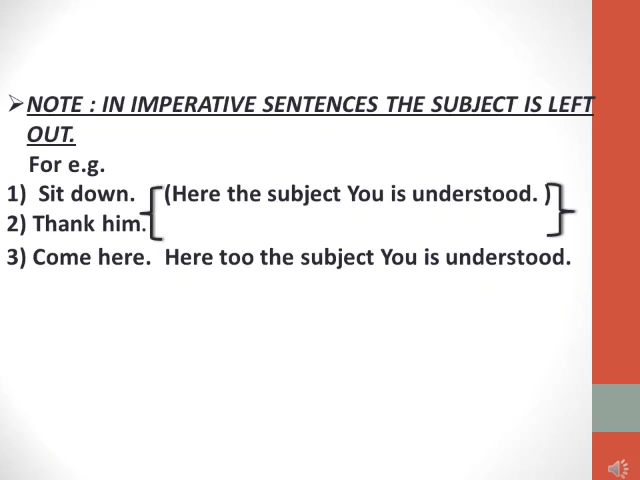 NOTE : IN IMPERATIVE SENTENCES THE SUBJECT IS LEFT
OUT.
For e.g.
1) Sit down. (Here the subject You is understood. )
2) Thank him.
3) Come here. Here too the subject You is understood.